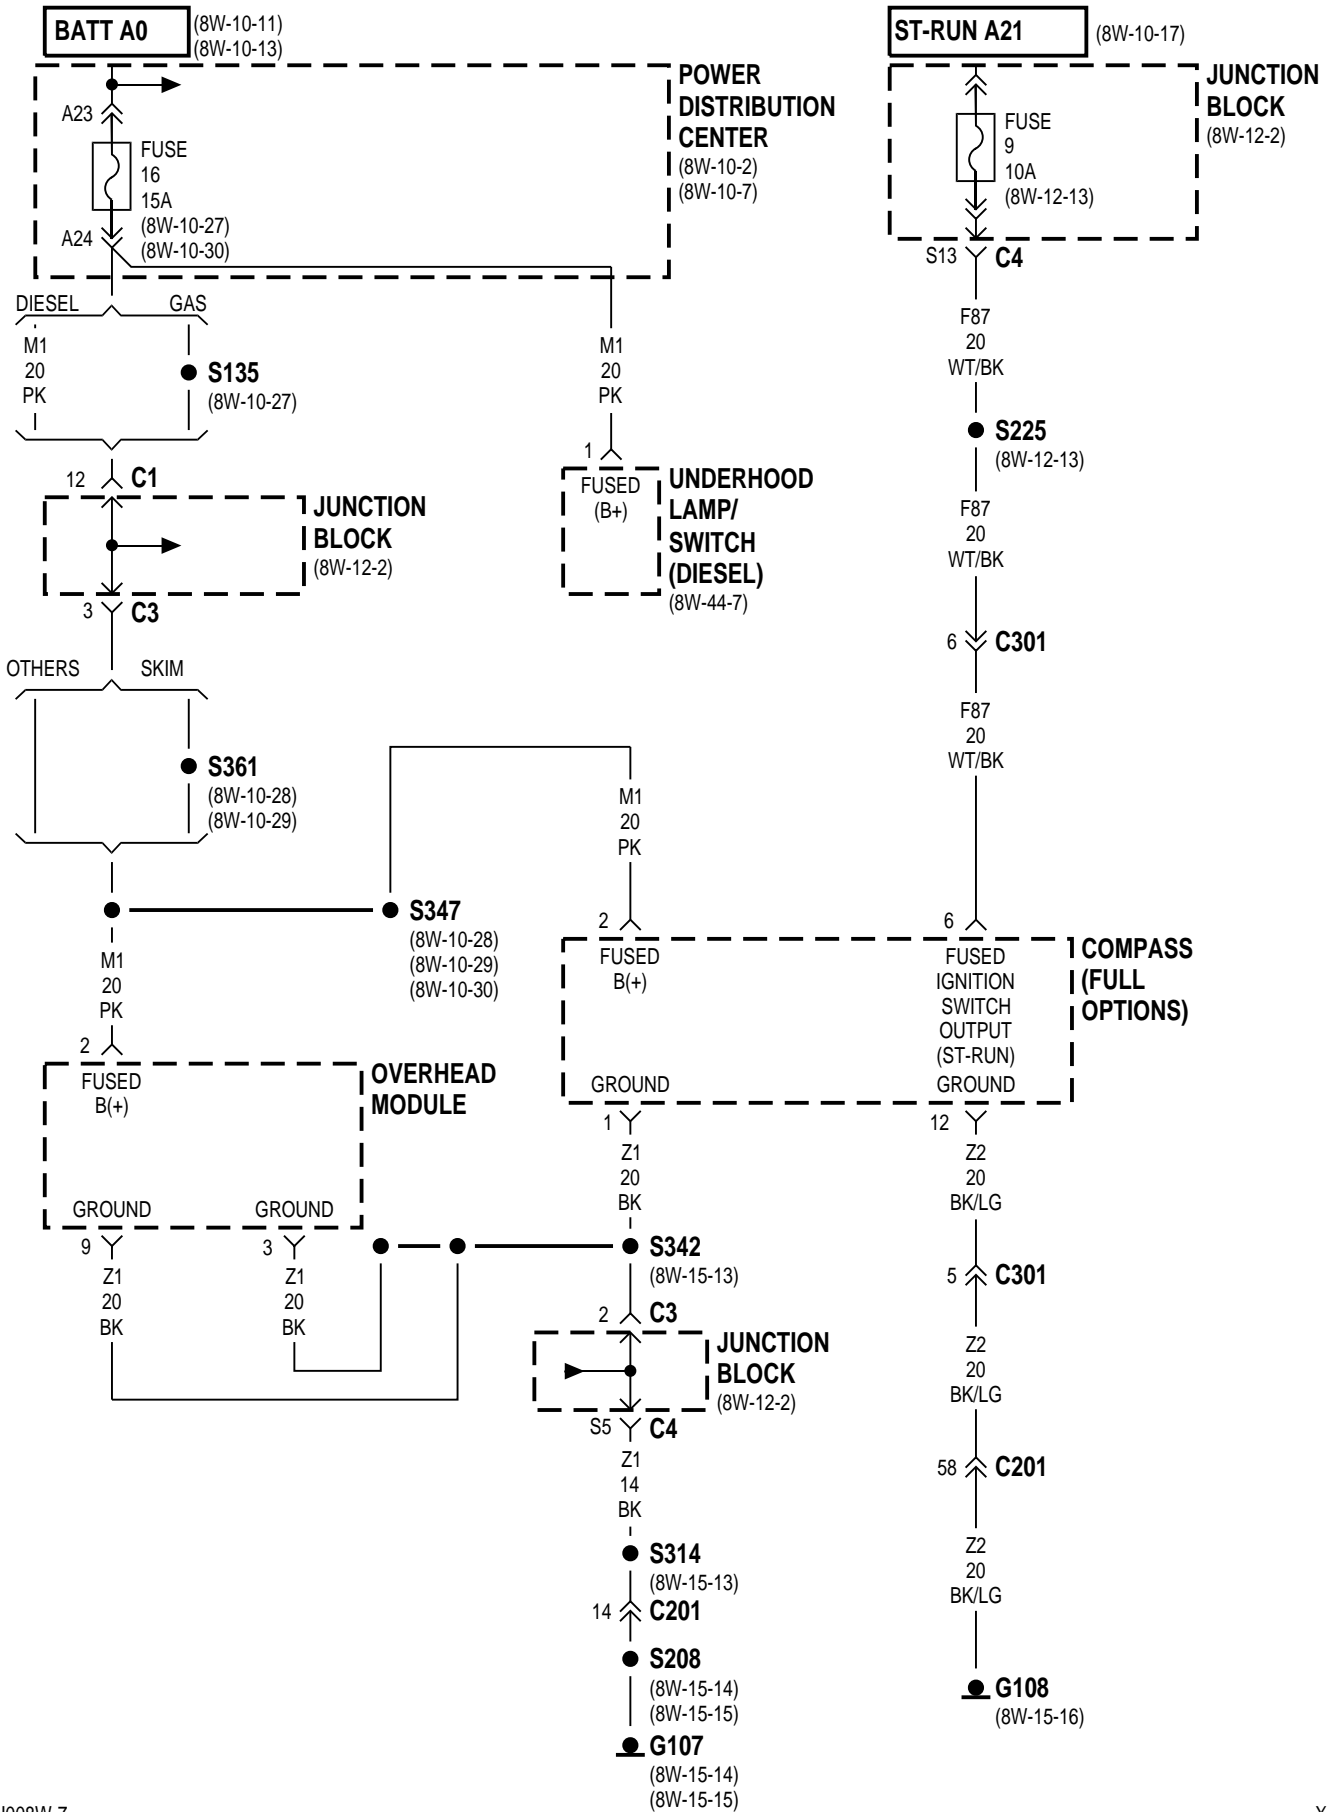 BATT A0
(8W-10-11)
(8W-10-13)
ST-RUN A21
(8W-10-17)
POWER
DISTRIBUTION
CENTER
(8W-10-2)
(8W-10-7)
A23
FUSE
16
15A
(8W-10-27)
(8W-10-30)
A24
JUNCTION
BLOCK
(8W-12-2)
FUSE
9
10A
(8W-12-13)
S13
C4
DIESEL
GAS
M1
20
PK
S135
(8W-10-27)
M1
20
PK
F87
20
WT/BK
S225
(8W-12-13)
12
C1
JUNCTION
BLOCK
(8W-12-2)
3
C3
1
FUSED
(B+)
UNDERHOOD
LAMP/
SWITCH
(DIESEL)
(8W-44-7)
F87
20
WT/BK
6
C301
OTHERS
SKIM
S361
(8W-10-28)
(8W-10-29)
F87
20
WT/BK
M1
20
PK
S347
(8W-10-28)
(8W-10-29)
(8W-10-30)
M1
20
PK
2
FUSED
B(+)
6
FUSED
IGNITION
SWITCH
OUTPUT
(ST-RUN)
COMPASS
(FULL
OPTIONS)
GROUND
GROUND
2
FUSED
B(+)
OVERHEAD
MODULE
GROUND
GROUND
1
Z1
20
BK
12
Z2
20
BK/LG
9
Z1
20
BK
3
Z1
20
BK
S342
(8W-15-13)
2
C3
JUNCTION
BLOCK
(8W-12-2)
S5
C4
Z1
14
BK
S314
(8W-15-13)
14
C201
S208
(8W-15-14)
(8W-15-15)
G107
(8W-15-14)
(8W-15-15)
5
C301
Z2
20
BK/LG
58
C201
Z2
20
BK/LG
G108
(8W-15-16)